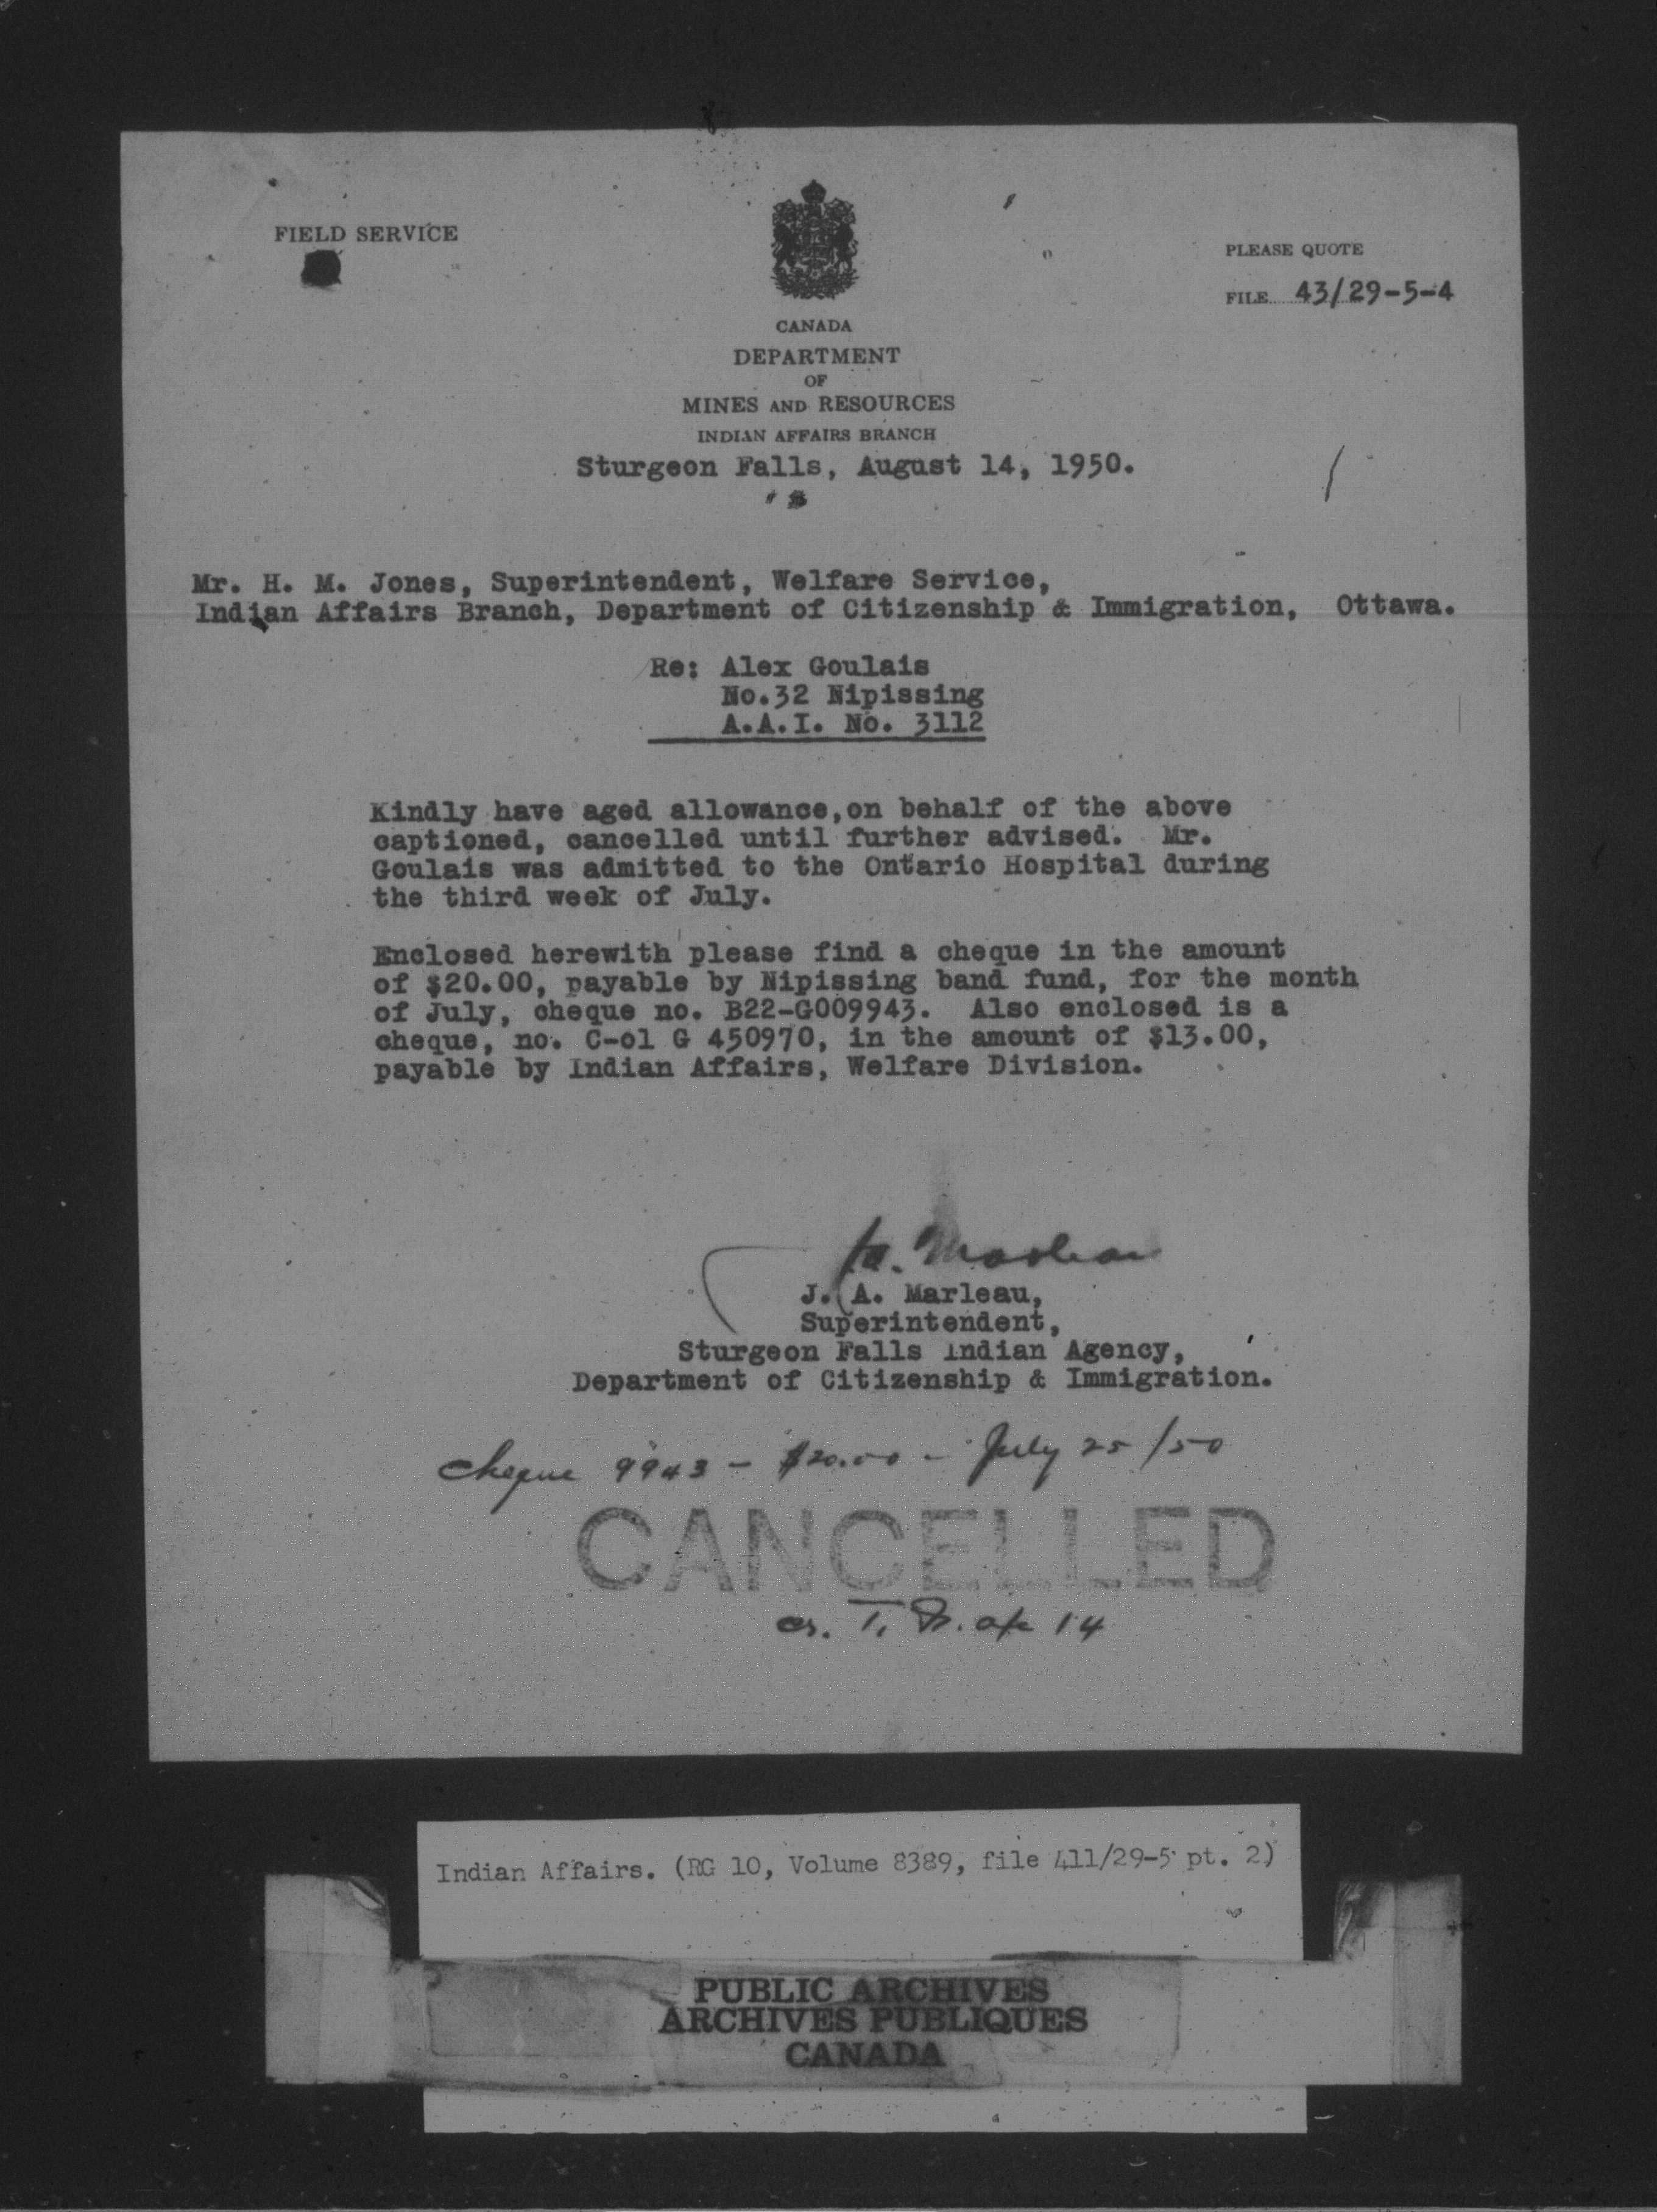 FIELD SERVICE
PLEASE QUOTE
FILE 43/29-5-4
CANADA
DEPARTMENT
OF
MINES AND RESOURCES
INDIAN AFFAIRS BRANCH
Sturgeon Falls, August 14, 1950.
Mr. H. M. Jones, Superintendent, Welfare Service,
Indian Affairs Branch, Department of Citizenship & Immigration, Ottawa.
Re: Alex Goulais
No.32 Nipissing
A.A.I. No. 3112
Kindly have aged allowance,on behalf of the above
captioned, cancelled until further advised. Mr.
Goulais was admitted to the Ontario Hospital during
the third week of July.
Enclosed herewith please find a cheque in the amount
of $20.00, payable by Nipissing band fund, for the month
of July, cheque no. B22-G009943. Also enclosed is a
cheque, no. C-ol G 450970, in the amount of $13.00,
payable by Indian Affairs, Welfare Division.
J. A. Marleau,
Superintendent,
Sturgeon Falls Indian Agency,
Department of Citizenship & Immigration.
Cheque 9943 - $20.00 - July 25/50
CANCELLED
cr. T. 14
Indian Affairs. (RG 10, Volume 8389, file 411/29-5 pt. 2)
PUBLIC ARCHIVES
ARCHIVES PUBLIQUES
CANADA